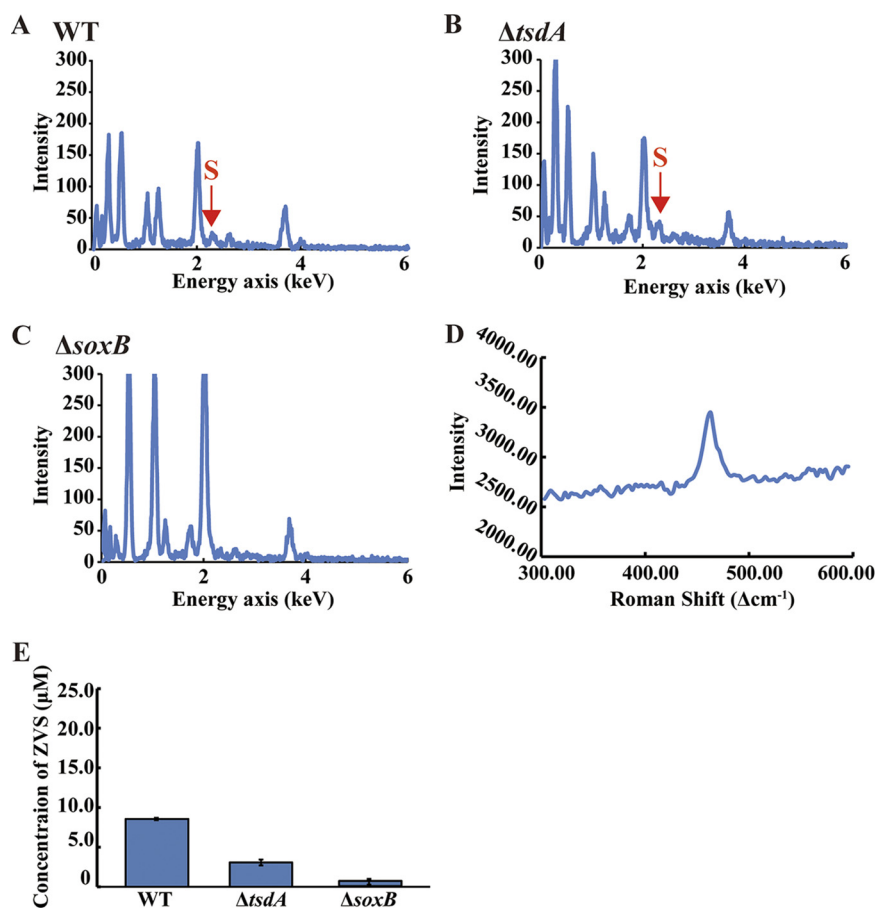 A WT
300
250
200
150
100
50
0
Intensity
S
0 2 4 6
Energy axis (keV)
B ΔtsdA
300
250
200
150
100
50
0
Intensity
S
0 2 4 6
Energy axis (keV)
C ΔsoxB
300
250
200
150
100
50
0
Intensity
0 2 4 6
Energy axis (keV)
D
4000.00
3500.00
3000.00
2500.00
2000.00
Intensity
300.00 400.00 500.00 600.00
Roman Shift (Δcm⁻¹)
E
Concentraion of ZVS (μM)
25.0
20.0
15.0
10.0
5.0
0
WT ΔtsdA ΔsoxB